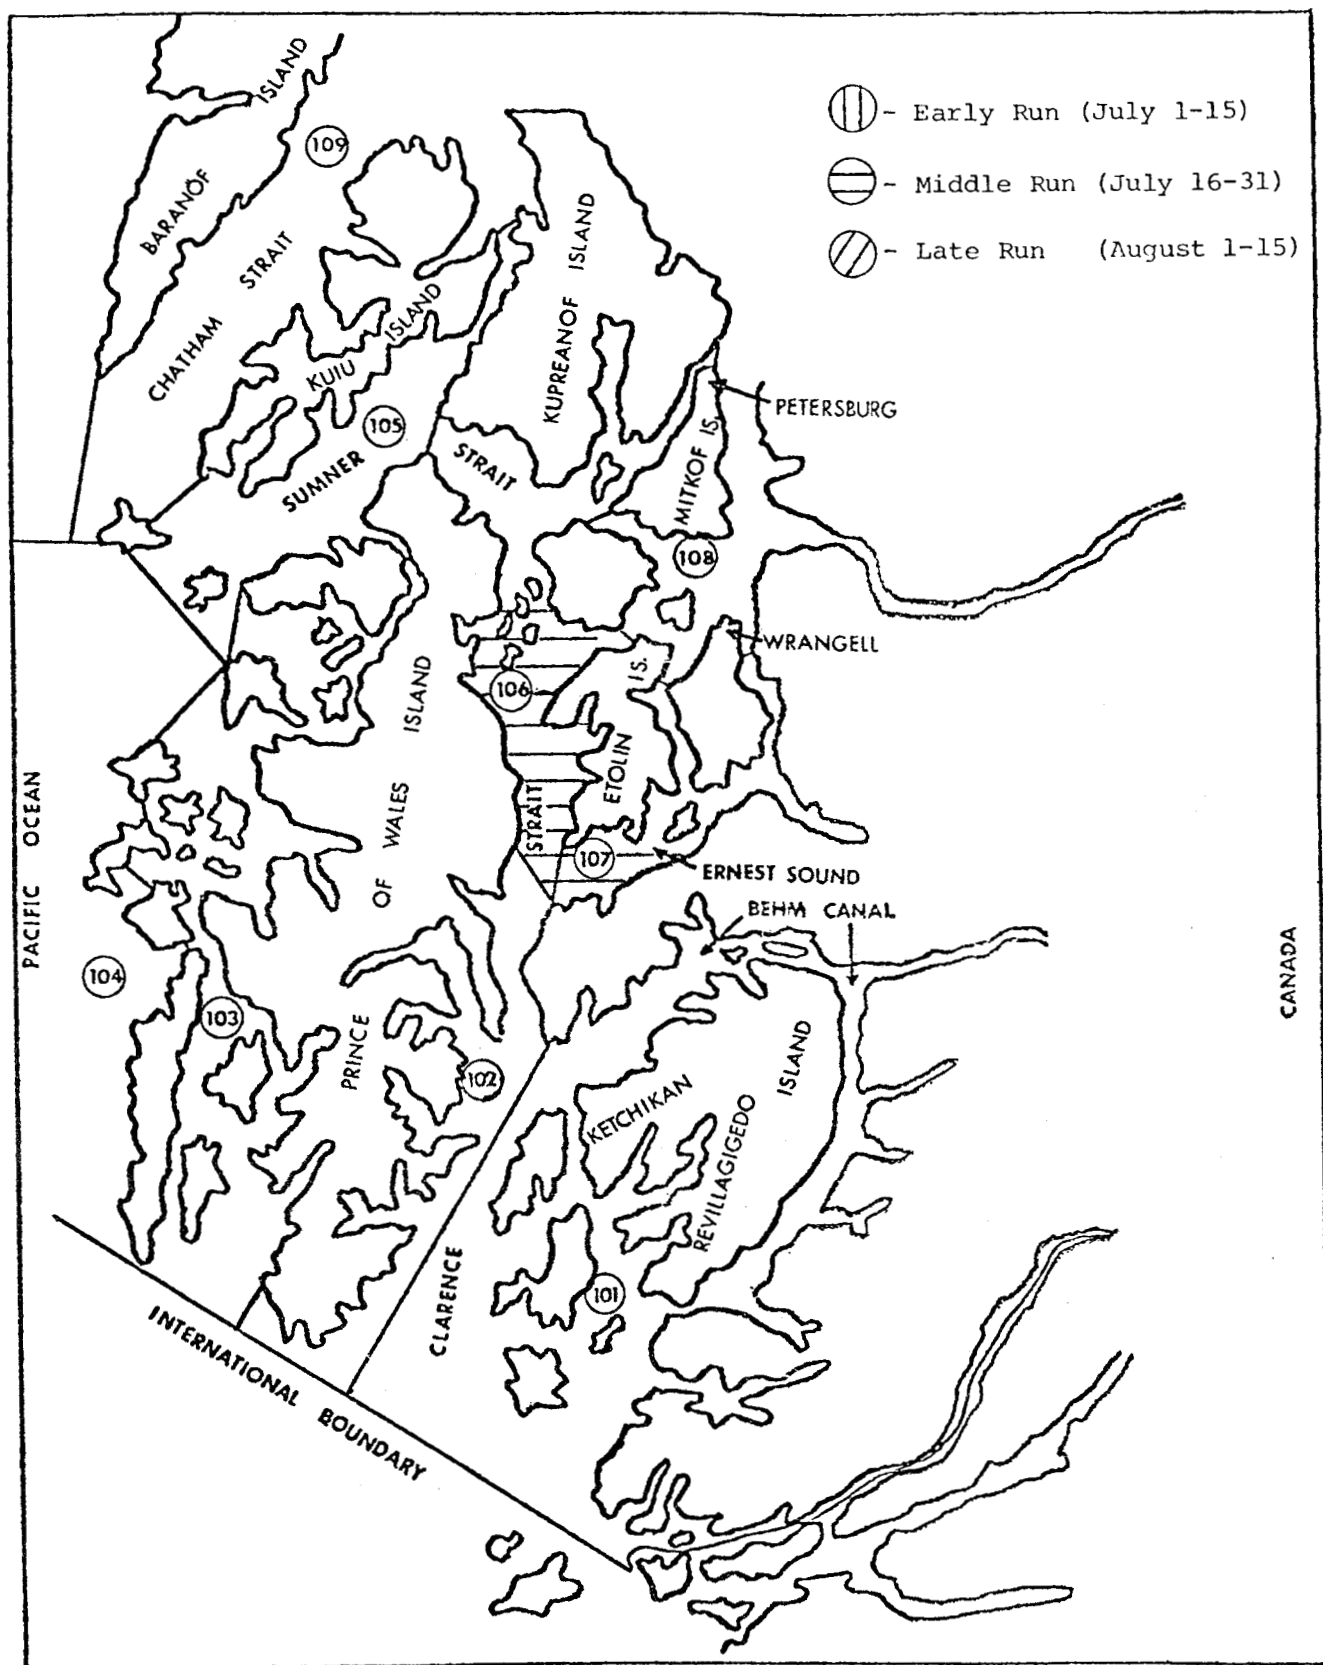 - Early Run (July 1-15)
- Middle Run (July 16-31)
- Late Run (August 1-15)
BARANOF ISLAND
109
CHATHAM STRAIT
KUIU ISLAND
KUPREANOF ISLAND
105
SUMNER STRAIT
PETERSBURG
MITKOF IS.
108
WRANGELL
106
ETOLIN IS.
PRINCE OF WALES ISLAND
107
ERNEST SOUND
BEHM CANAL
PACIFIC OCEAN
CANADA
104
103
102
KETCHIKAN
REVILLAGIGEDO ISLAND
101
CLARENCE STRAIT
INTERNATIONAL BOUNDARY